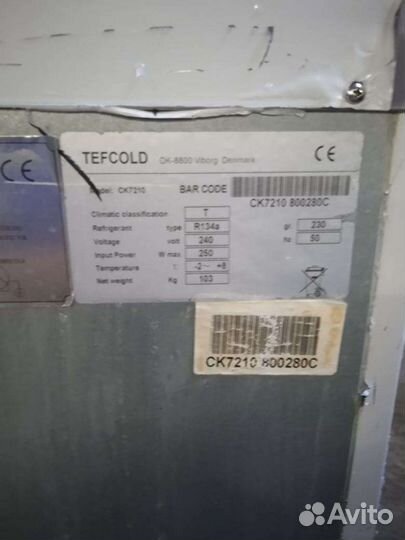 CE
TEFCOLD DK-8800 Viborg Denmark CE
Model: CK7210 BAR CODE
CK7210 800280C
Climatic classification T
Refrigerant type R134a gr. 230
Voltage volt 240 hz 50
Input Power W max 250
Temperature -2~ +8
Net weight Kg 103
CK7210 800280C
Avito